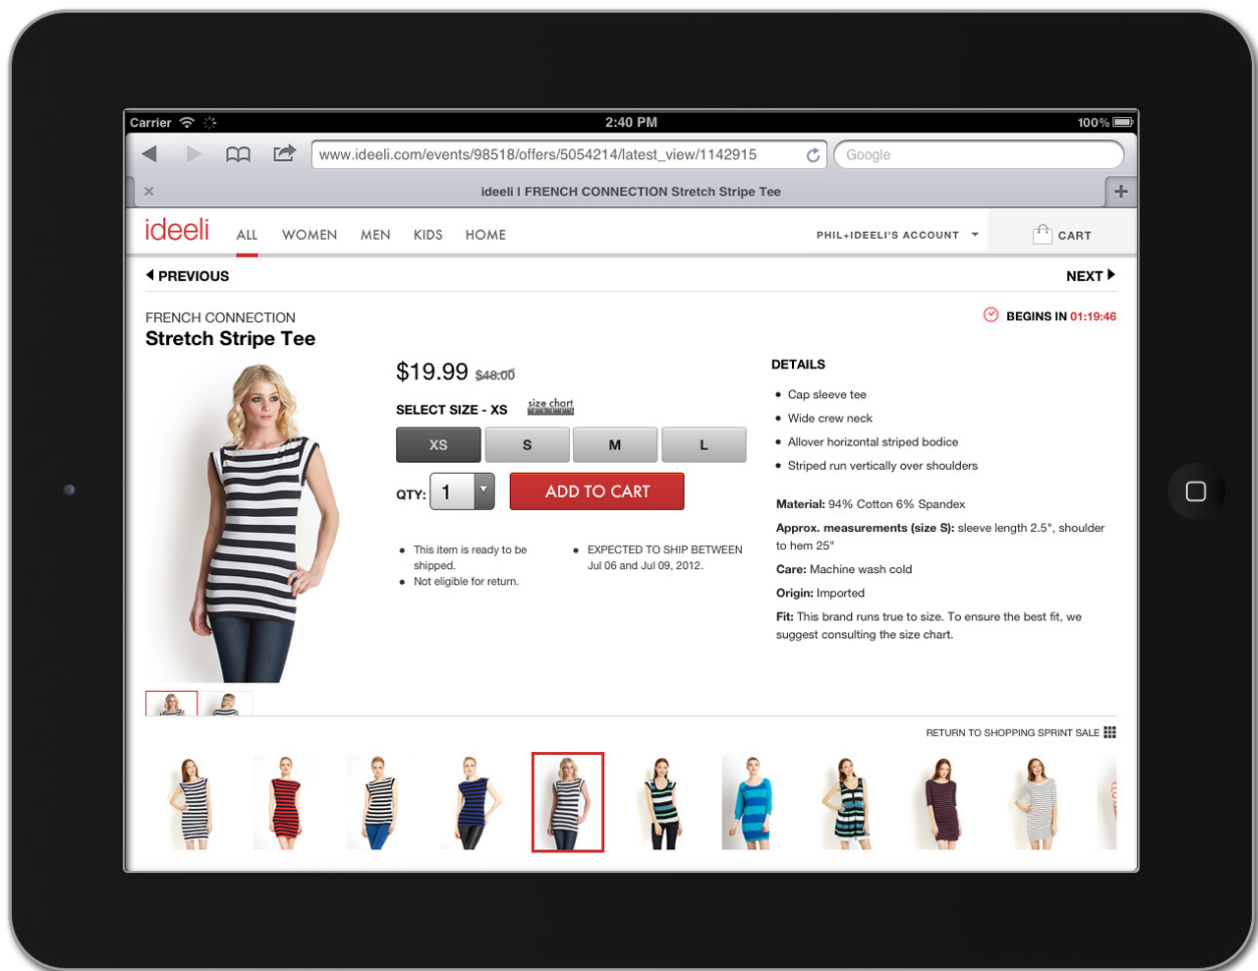 Carrier 2:40 PM 100%
www.ideeli.com/events/98518/offers/5054214/latest_view/1142915 Google
ideeli | FRENCH CONNECTION Stretch Stripe Tee
ideeli ALL WOMEN MEN KIDS HOME PHIL+IDEELI'S ACCOUNT CART
PREVIOUS NEXT
FRENCH CONNECTION BEGINS IN 01:19:46
Stretch Stripe Tee
$19.99 $48.00
SELECT SIZE - XS size chart
XS S M L
QTY: 1 ADD TO CART
This item is ready to be
shipped.
Not eligible for return.
EXPECTED TO SHIP BETWEEN
Jul 06 and Jul 09, 2012.
DETAILS
Cap sleeve tee
Wide crew neck
Allover horizontal striped bodice
Striped run vertically over shoulders
Material: 94% Cotton 6% Spandex
Approx. measurements (size S): sleeve length 2.5", shoulder
to hem 25"
Care: Machine wash cold
Origin: Imported
Fit: This brand runs true to size. To ensure the best fit, we
suggest consulting the size chart.
RETURN TO SHOPPING SPRINT SALE